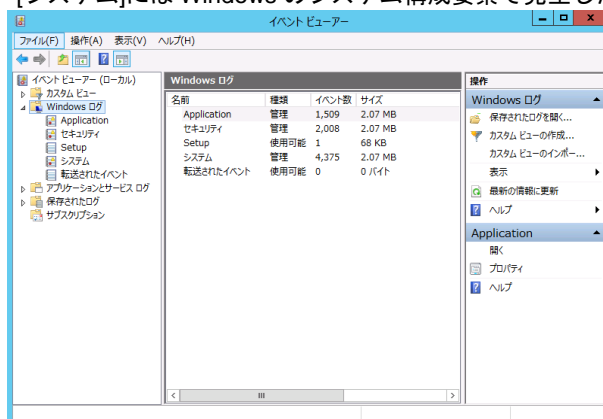 [システム]には Windows のシステム構成要素で発生した
イベント ビューアー
ファイル(F) 操作(A) 表示(V) ヘルプ(H)
イベント ビューアー (ローカル)
カスタム ビュー
Windows ログ
Application
セキュリティ
Setup
システム
転送されたイベント
アプリケーションとサービス ログ
保存されたログ
サブスクリプション
Windows ログ
名前 種類 イベント数 サイズ
Application 管理 1,509 2.07 MB
セキュリティ 管理 2,008 2.07 MB
Setup 使用可能 1 68 KB
システム 管理 4,375 2.07 MB
転送されたイベント 使用可能 0 0 バイト
操作
Windows ログ
保存されたログを開く...
カスタム ビューの作成...
カスタム ビューのインポー...
表示
最新の情報に更新
ヘルプ
Application
開く
プロパティ
ヘルプ